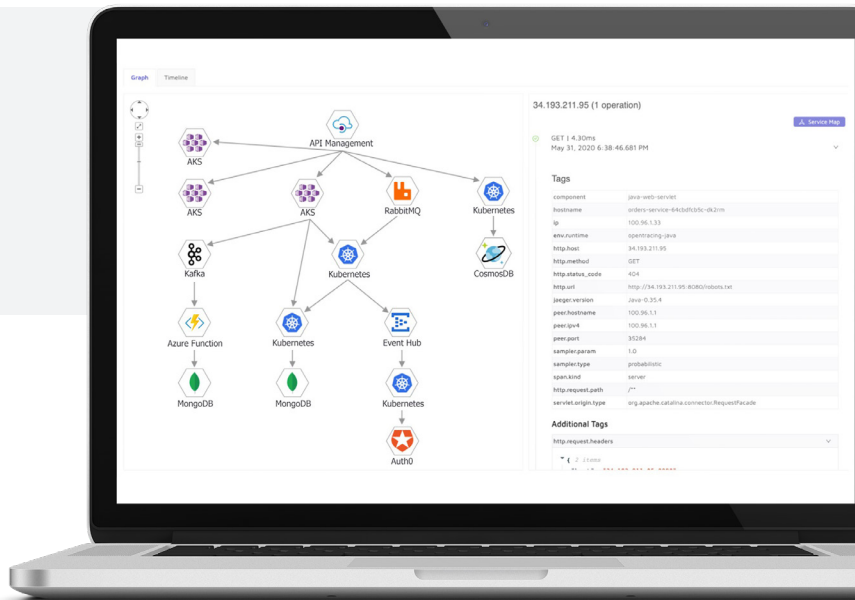 Graph Timeline
API Management
AKS
AKS
AKS
RabbitMQ
Kubernetes
Kafka
Kubernetes
CosmosDB
Azure Function
Kubernetes
Event Hub
MongoDB
MongoDB
Kubernetes
Auth0
34.193.211.95 (1 operation)
Service Map
GET | 4.30ms
May 31, 2020 6:38:46.681 PM
Tags
component java-web-servlet
hostname
ip 100.96.1.33
env.runtime opentracing-java
http.host 34.193.211.95
http.method GET
http.status_code 404
http.url http://34.193.211.95:8080/robots.txt
jaeger.version Java-0.35.4
peer.hostname 100.96.1.1
peer.ipv4 100.96.1.1
peer.port 35284
sampler.param 1.0
sampler.type probabilistic
span.kind server
http.request.path /**
servlet.origin.type org.apache.catalina.connector.RequestFacade
Additional Tags
http.request.headers
{ 2 items